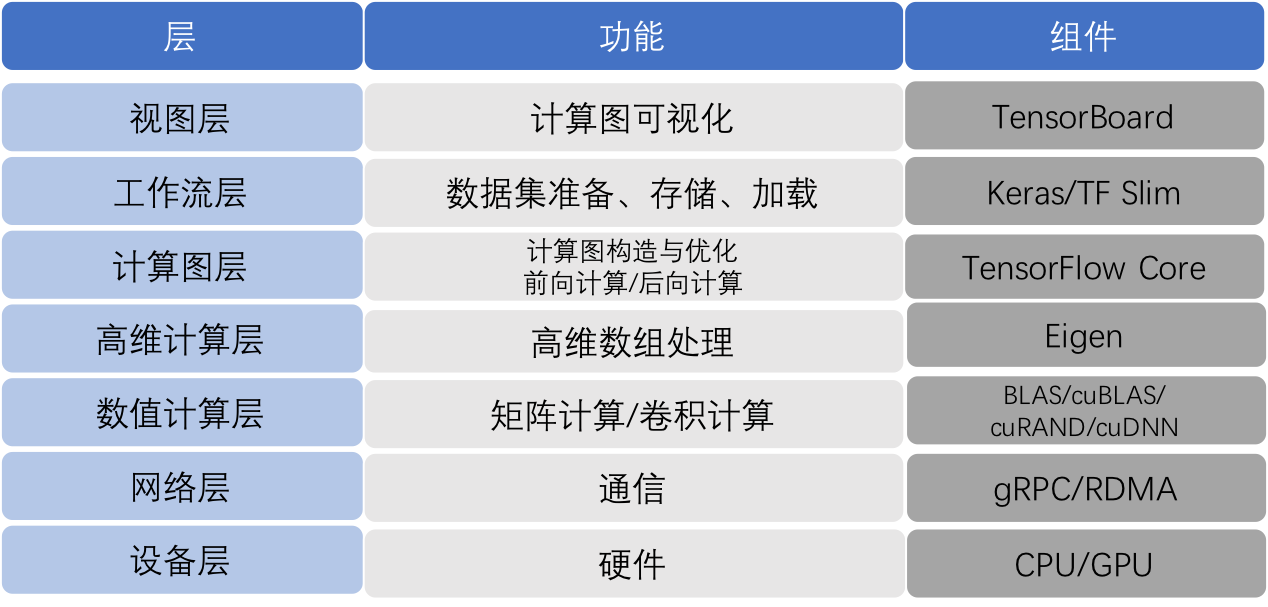 层 功能 组件
视图层 计算图可视化 TensorBoard
工作流层 数据集准备、存储、加载 Keras/TF Slim
计算图层 计算图构造与优化 TensorFlow Core
前向计算/后向计算
高维计算层 高维数组处理 Eigen
数值计算层 矩阵计算/卷积计算 BLAS/cuBLAS/
cuRAND/cuDNN
网络层 通信 gRPC/RDMA
设备层 硬件 CPU/GPU